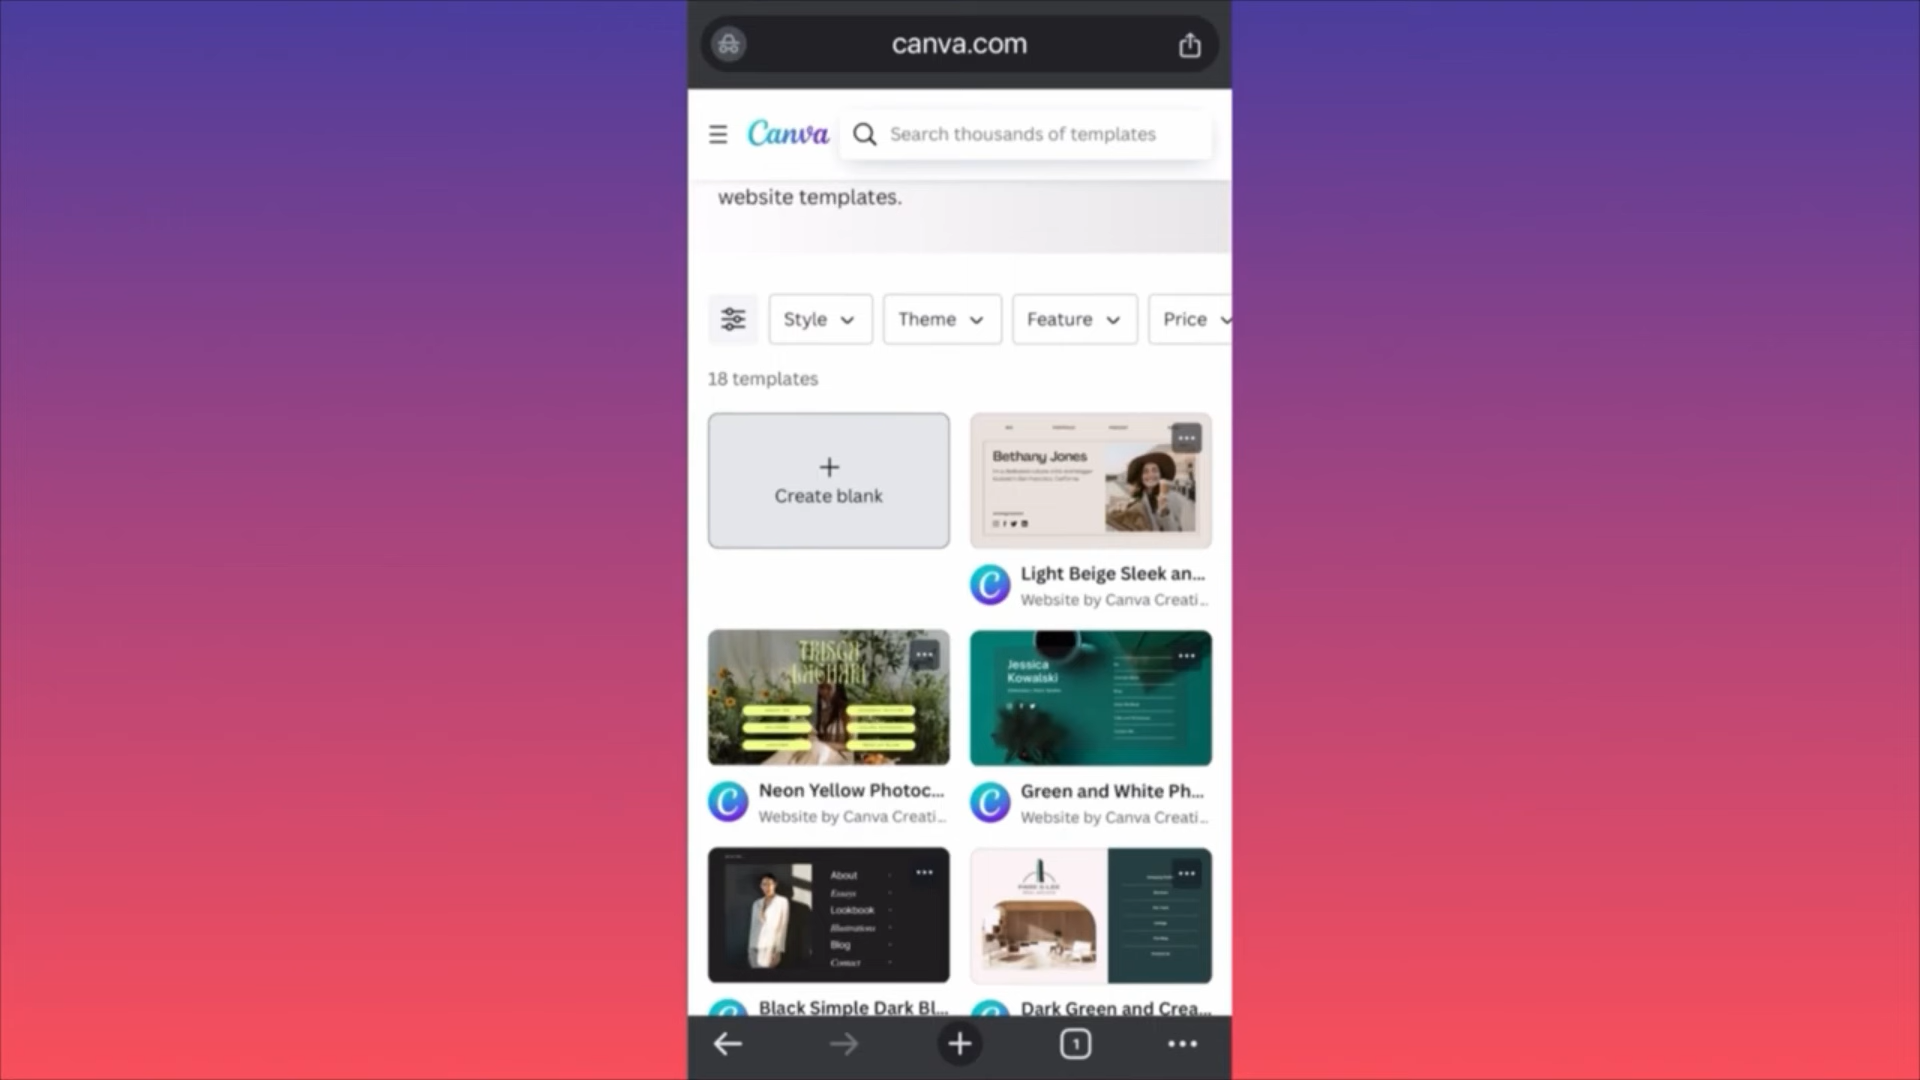 canva.com
Canva
Search thousands of templates
website templates.
Style
Theme
Feature
Price
18 templates
Create blank
Bethany Jones
Light Beige Sleek an...
Website by Canva Creati...
Jessica
Kowalski
Neon Yellow Photoc...
Website by Canva Creati...
Green and White Ph...
Website by Canva Creati...
About
Essays
Lookbook
Illustrations
Blog
Contact
Black Simple Dark Bl...
Dark Green and Crea...
1